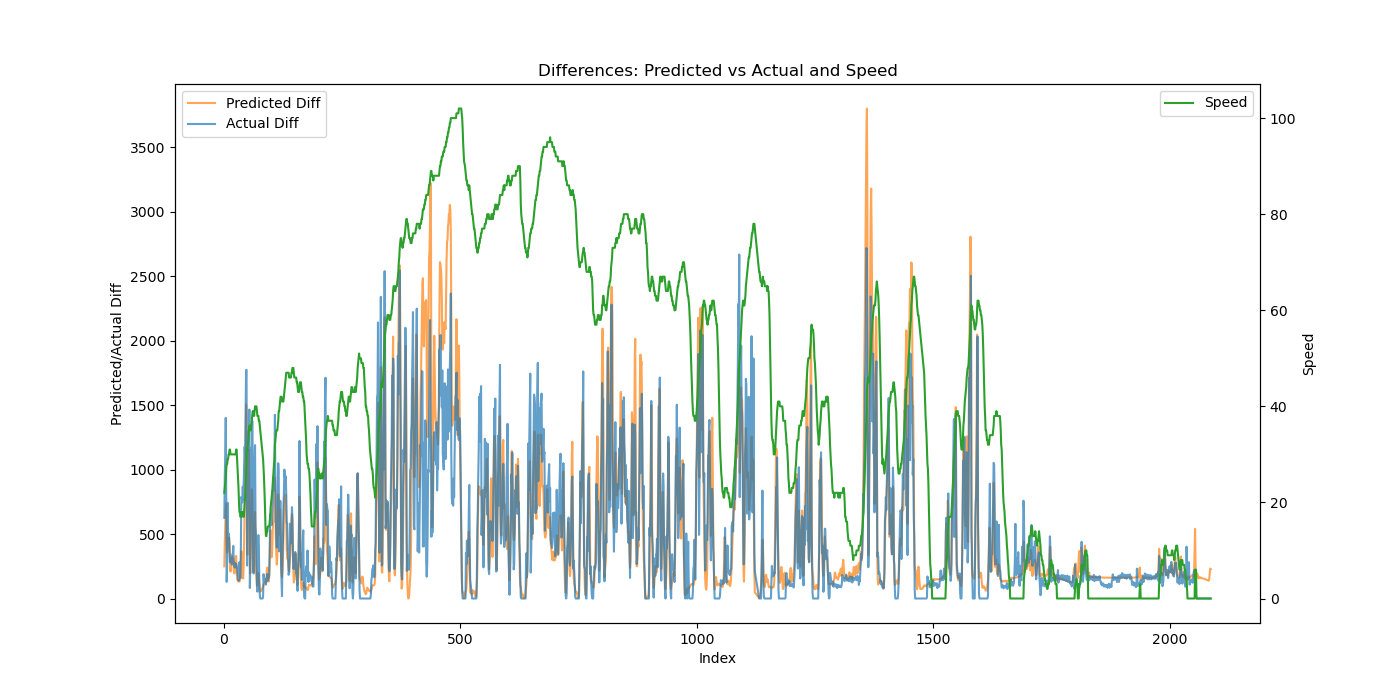 Differences: Predicted vs Actual and Speed
Predicted Diff
Actual Diff
Speed
3500
3000
2500
2000
1500
1000
500
0
Predicted/Actual Diff
100
80
60
40
20
0
Speed
0
500
1000
1500
2000
Index